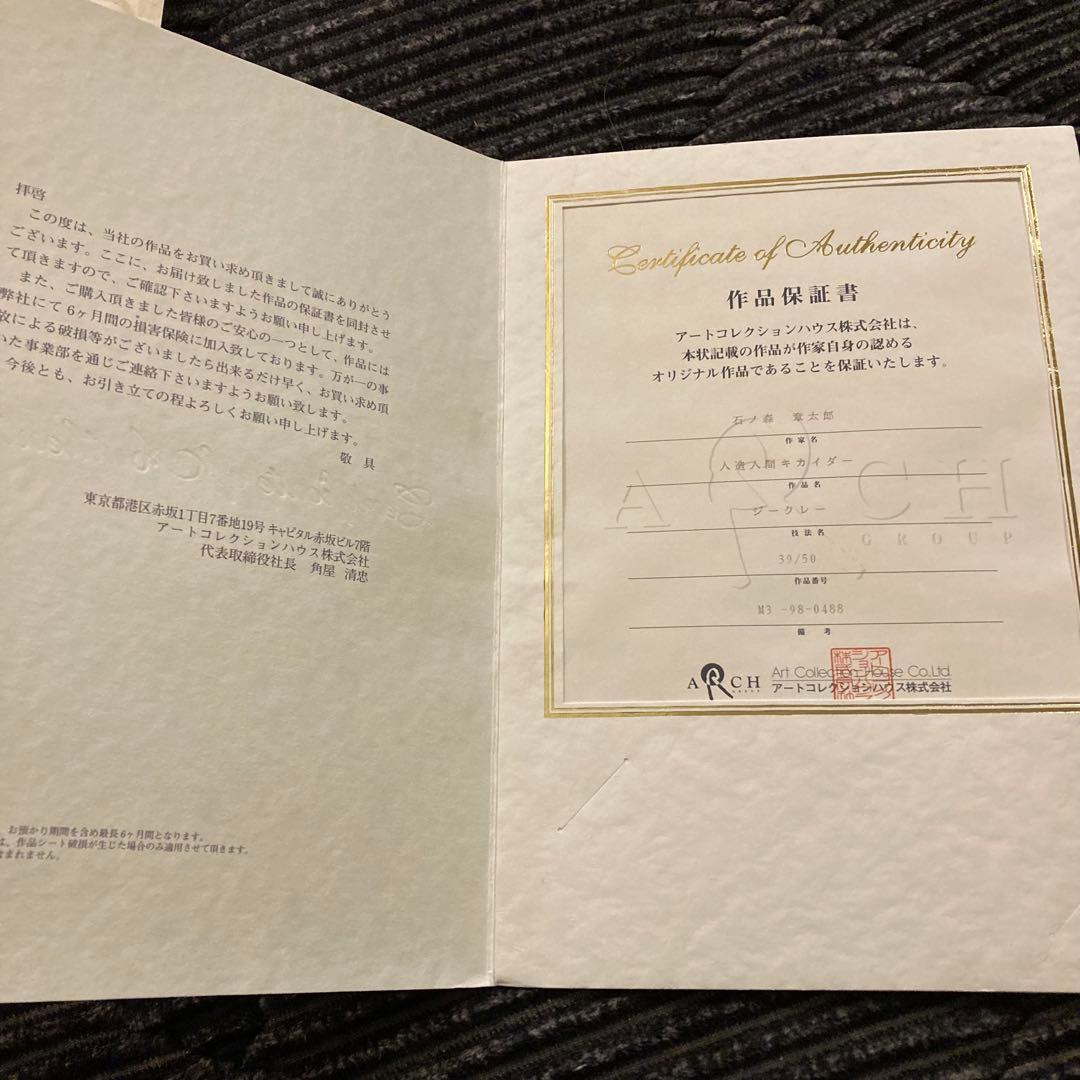 拝啓
この度は、当社の作品をお買い求め頂きまして誠にありがとう
ございます。ここに、お届け致しました作品の保証書を同封させ
て頂きますので、ご確認下さいますようお願い申し上げます。
また、ご購入頂きました皆様のご安心の一つとして、作品には
弊社にて6ヶ月間の損害保険に加入致しております。万が一の事
故による破損等がございましたら出来るだけ早く、お買い求め頂
いた事業部を通じご連絡下さいますようお願い致します。
今後とも、お引き立ての程よろしくお願い申し上げます。
敬具
東京都港区赤坂1丁目7番地19号 キャピタル赤坂ビル7階
アートコレクションハウス株式会社
代表取締役社長 角屋 清忠
、お預かり期間を含め最長6ヶ月間となります。
は、作品シート破損が生じた場合のみ適用させて頂きます。
含まれません。
Certificate of Authenticity
作品保証書
アートコレクションハウス株式会社は、
本状記載の作品が作家自身の認める
オリジナル作品であることを保証いたします。
石ノ森 章太郎
作家名
人造人間キカイダー
作品名
ジークレー
技法名
39/50
作品番号
M3 -98-0488
備考
ARCH
GROUP
ARCH
GROUP
Art Collection House Co.Ltd.
アートコレクションハウス株式会社